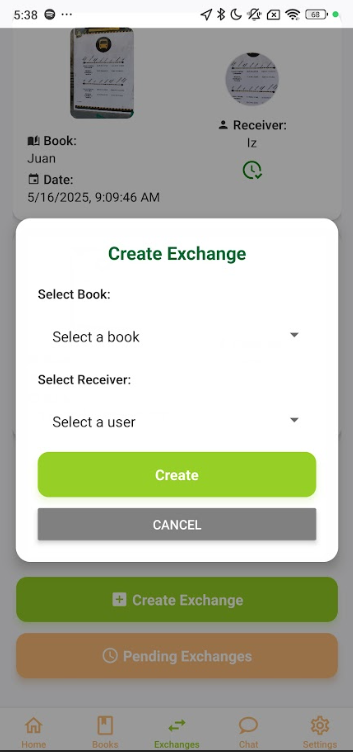 5:38 ... 68
Book:
Juan
Date:
5/16/2025, 9:09:46 AM
Receiver:
Iz
Create Exchange
Select Book:
Select a book
Select Receiver:
Select a user
Create
CANCEL
Create Exchange
Pending Exchanges
Home Books Exchanges Chat Settings